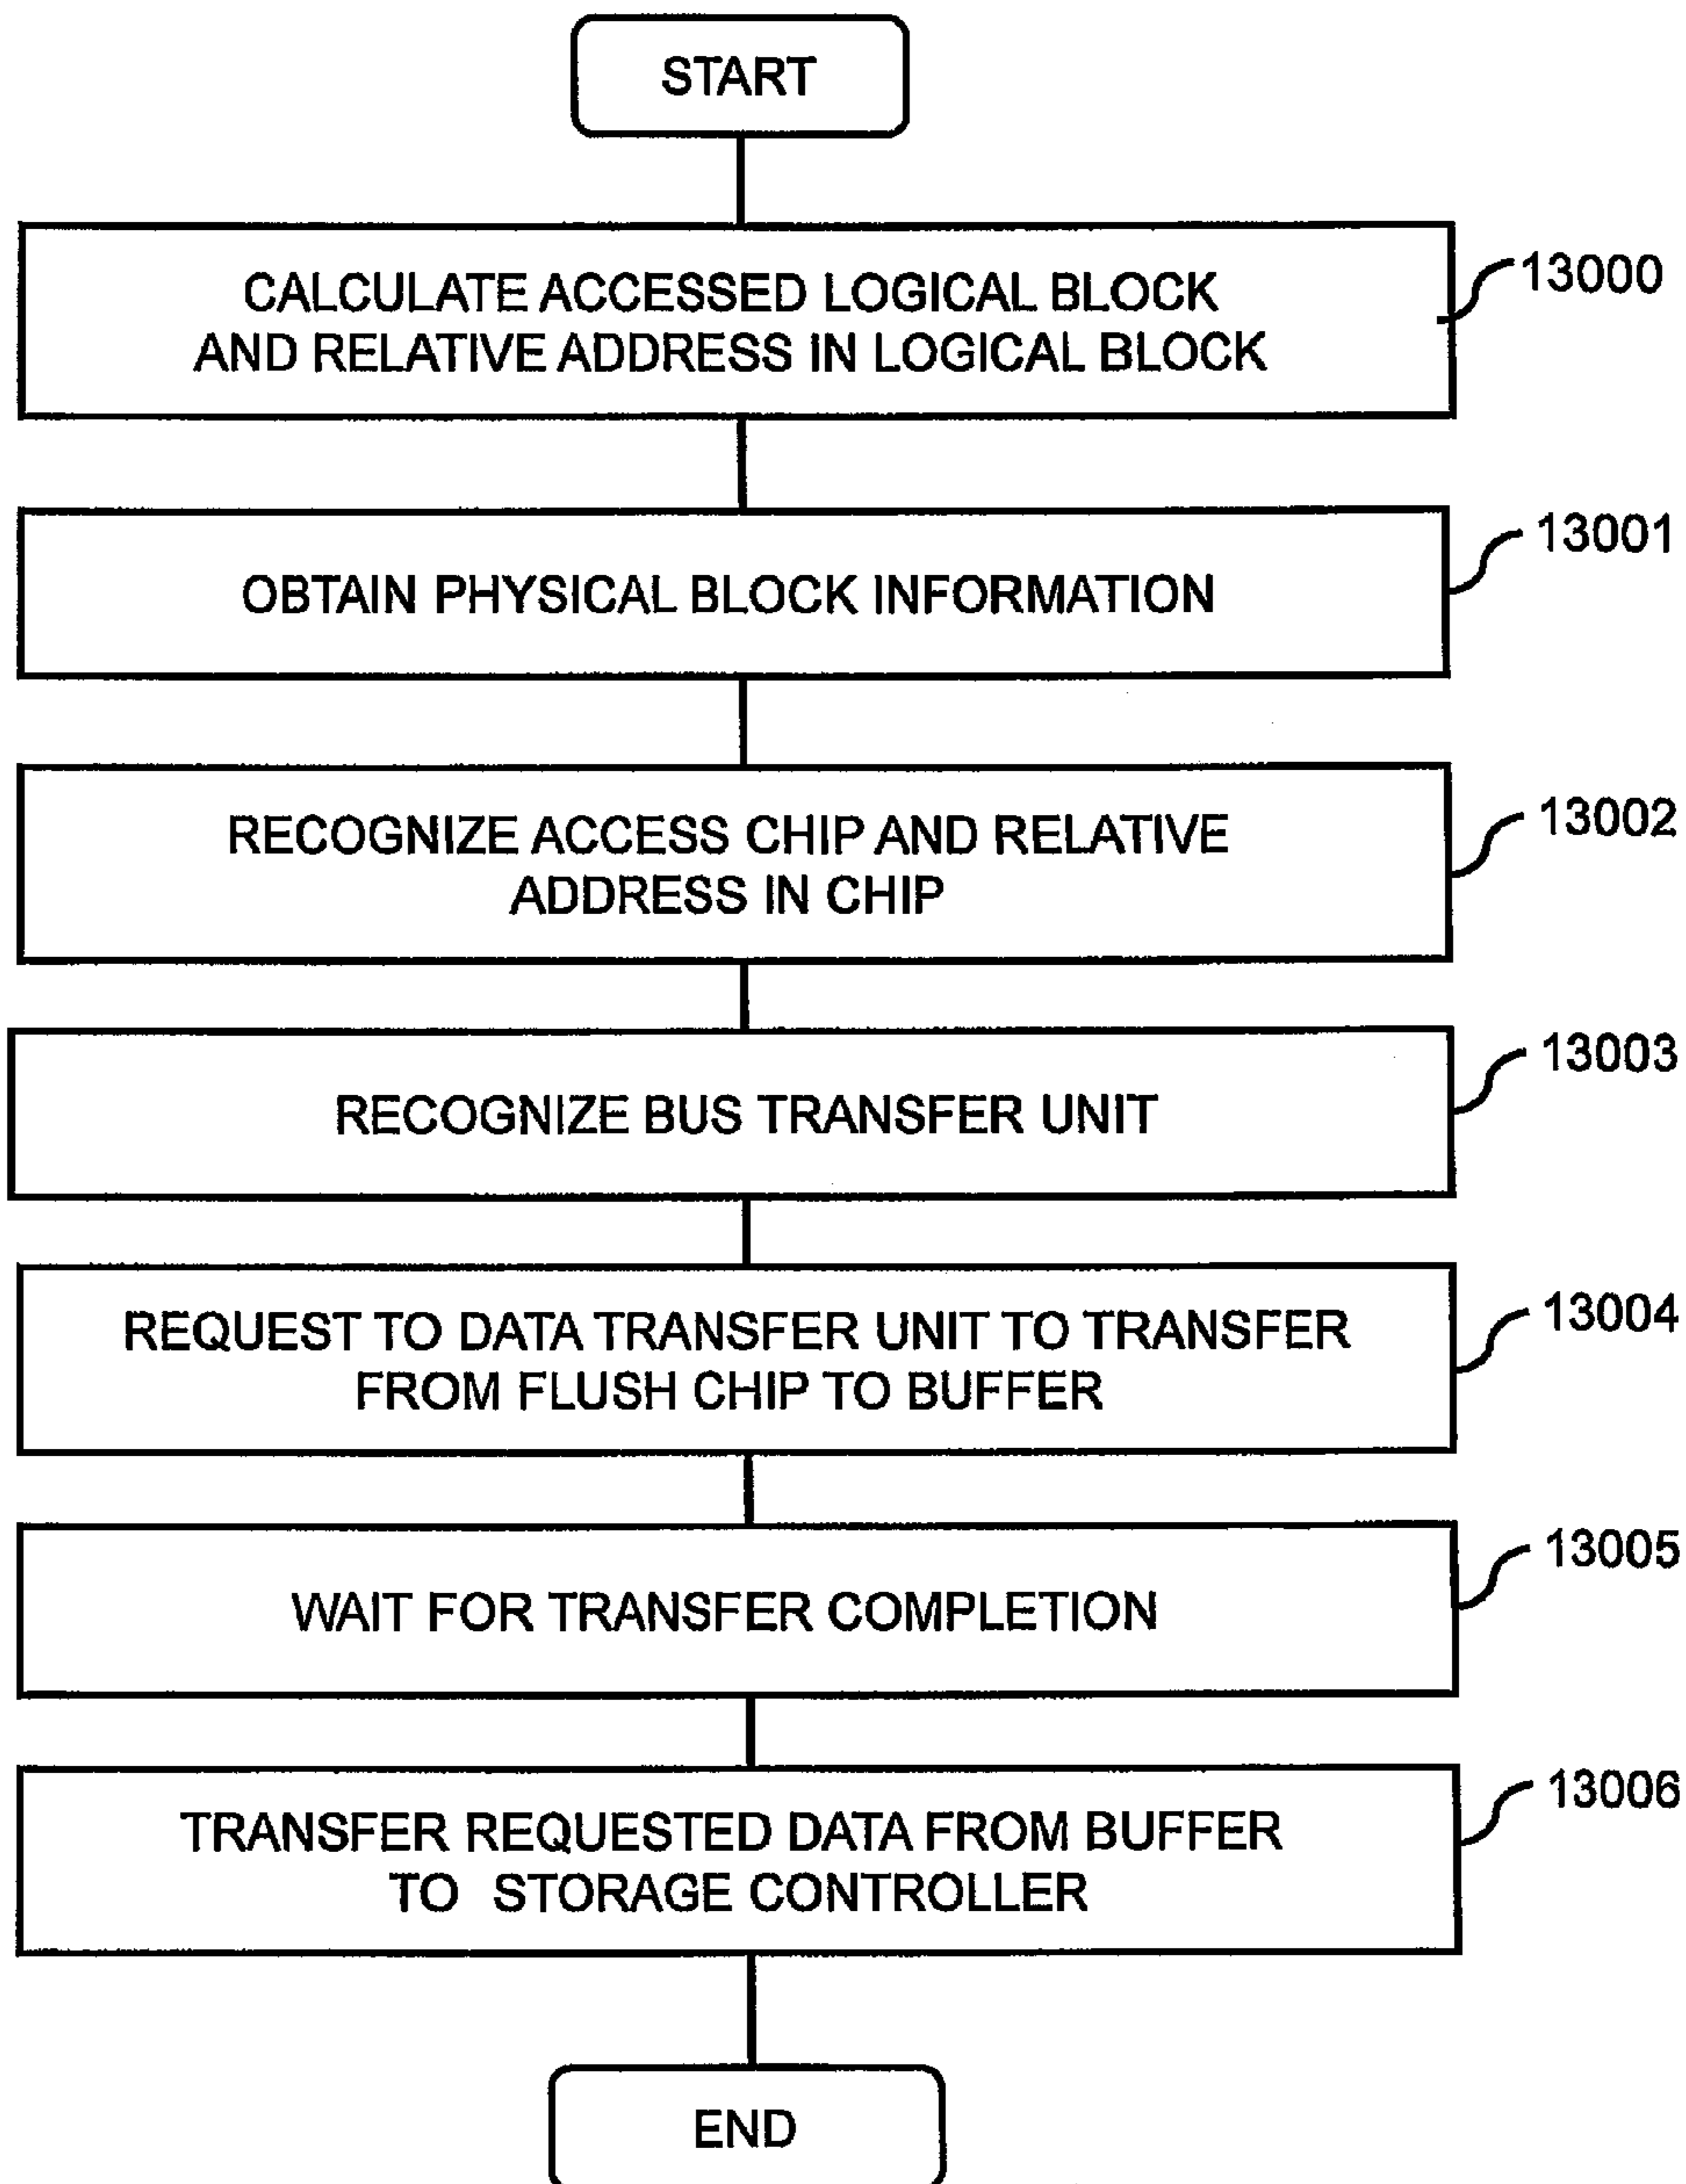 START
CALCULATE ACCESSED LOGICAL BLOCK
AND RELATIVE ADDRESS IN LOGICAL BLOCK
13000
OBTAIN PHYSICAL BLOCK INFORMATION
13001
RECOGNIZE ACCESS CHIP AND RELATIVE
ADDRESS IN CHIP
13002
RECOGNIZE BUS TRANSFER UNIT
13003
REQUEST TO DATA TRANSFER UNIT TO TRANSFER
FROM FLUSH CHIP TO BUFFER
13004
WAIT FOR TRANSFER COMPLETION
13005
TRANSFER REQUESTED DATA FROM BUFFER
TO STORAGE CONTROLLER
13006
END